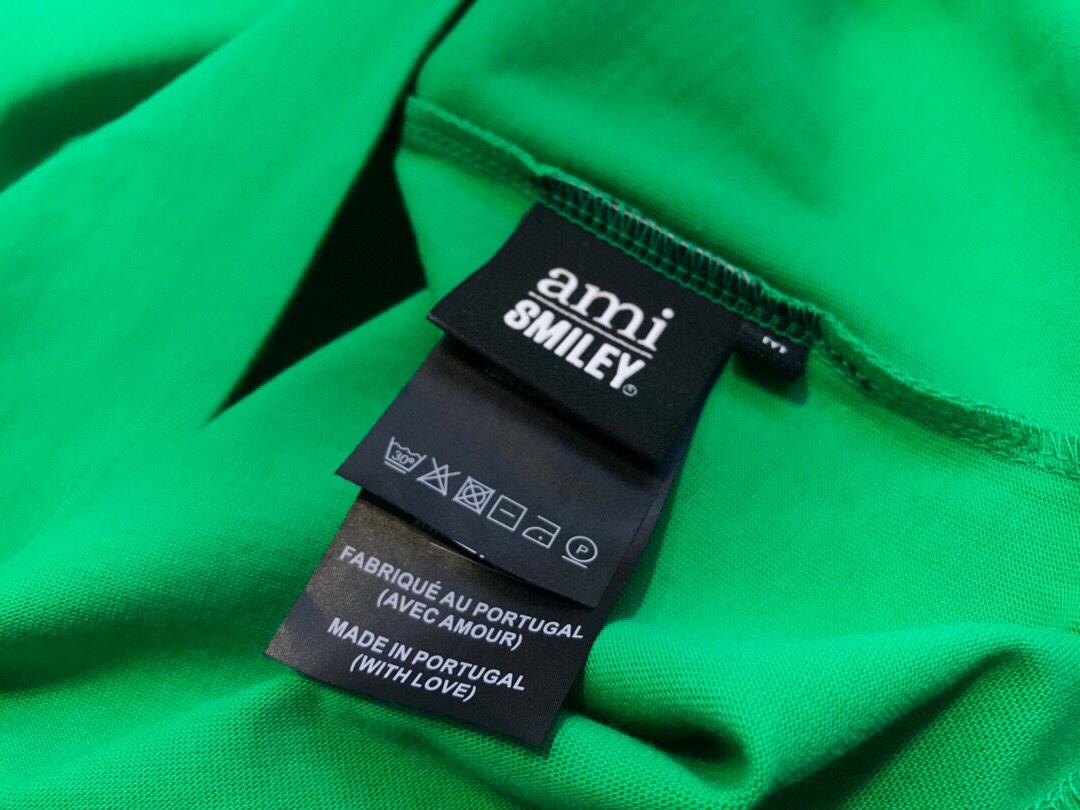 ami
SMILEY®
30°
P
FABRIQUÉ AU PORTUGAL
(AVEC AMOUR)
MADE IN PORTUGAL
(WITH LOVE)